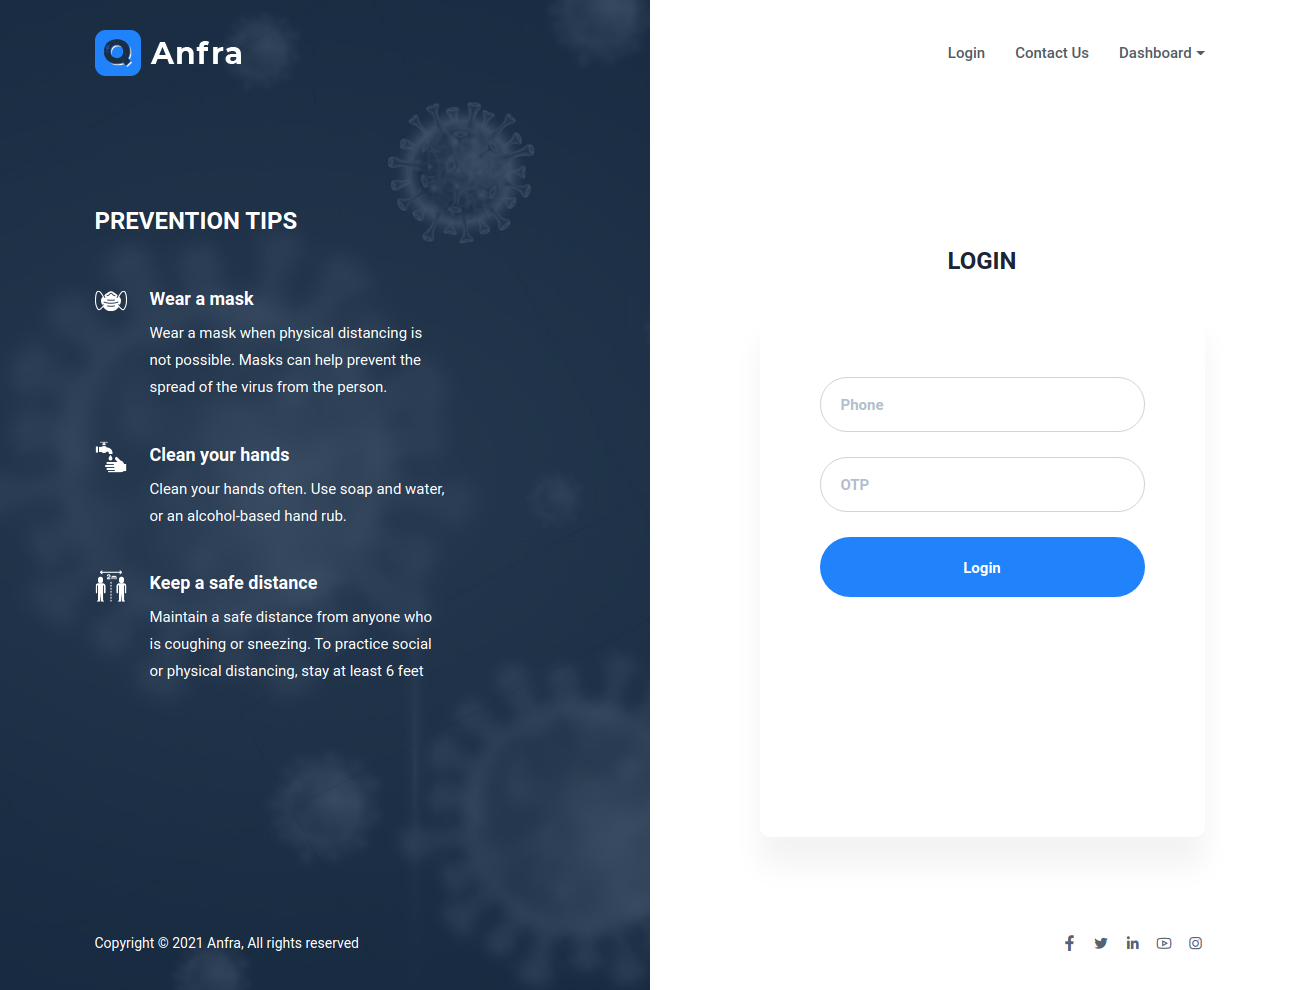 Anfra
Login Contact Us Dashboard
PREVENTION TIPS
Wear a mask
Wear a mask when physical distancing is
not possible. Masks can help prevent the
spread of the virus from the person.
Clean your hands
Clean your hands often. Use soap and water,
or an alcohol-based hand rub.
2m
Keep a safe distance
Maintain a safe distance from anyone who
is coughing or sneezing. To practice social
or physical distancing, stay at least 6 feet
LOGIN
Phone
OTP
Login
Copyright © 2021 Anfra, All rights reserved